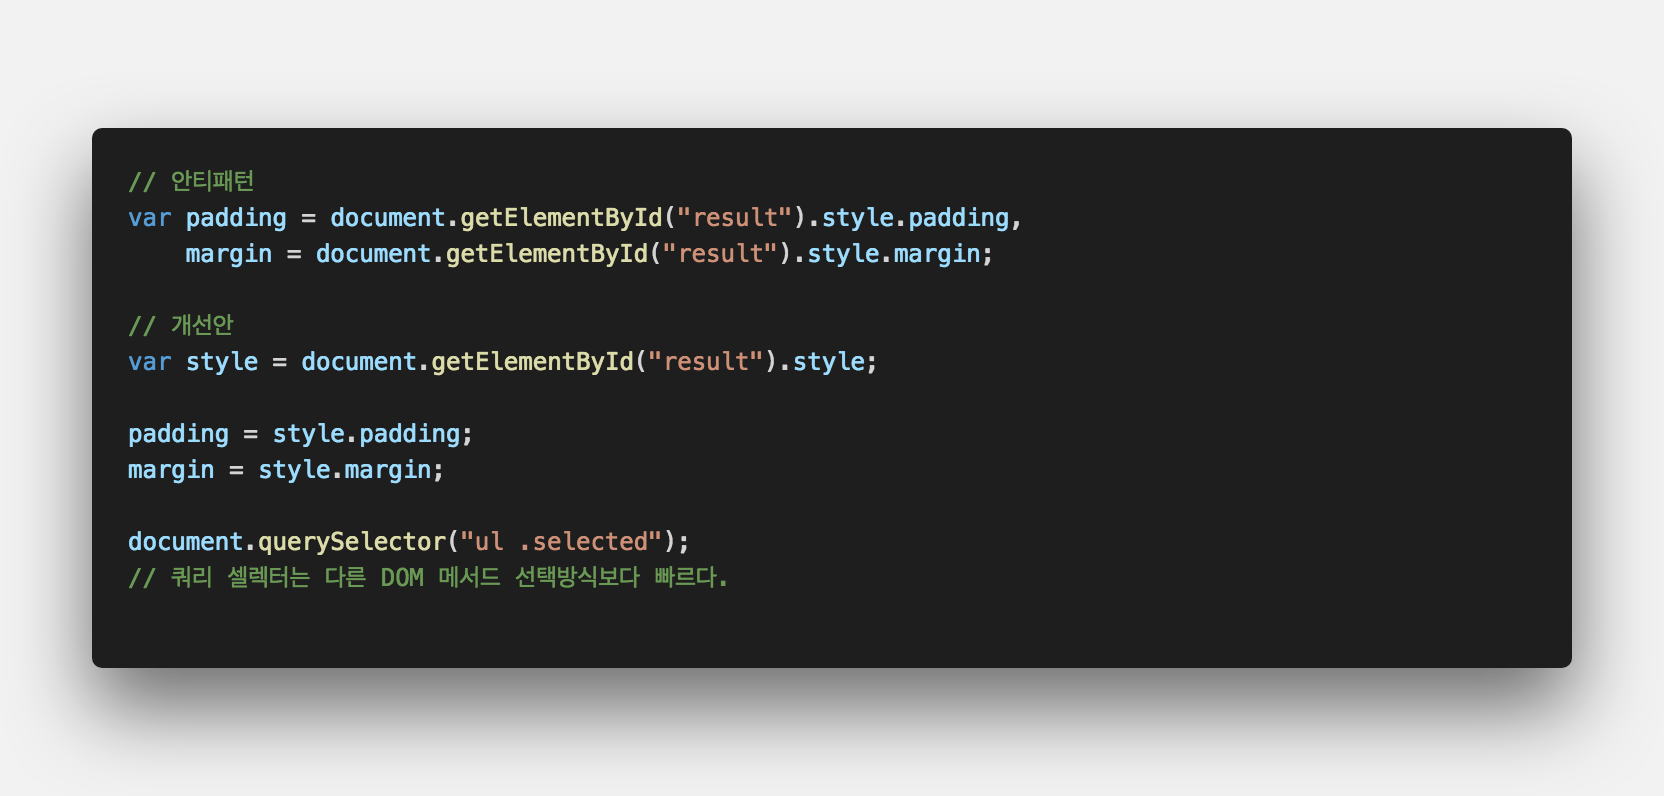 // 안티패턴
var padding = document.getElementById("result").style.padding,
    margin = document.getElementById("result").style.margin;
// 개선안
var style = document.getElementById("result").style;
padding = style.padding;
margin = style.margin;
document.querySelector("ul .selected");
// 쿼리 셀렉터는 다른 DOM 메서드 선택방식보다 빠르다.